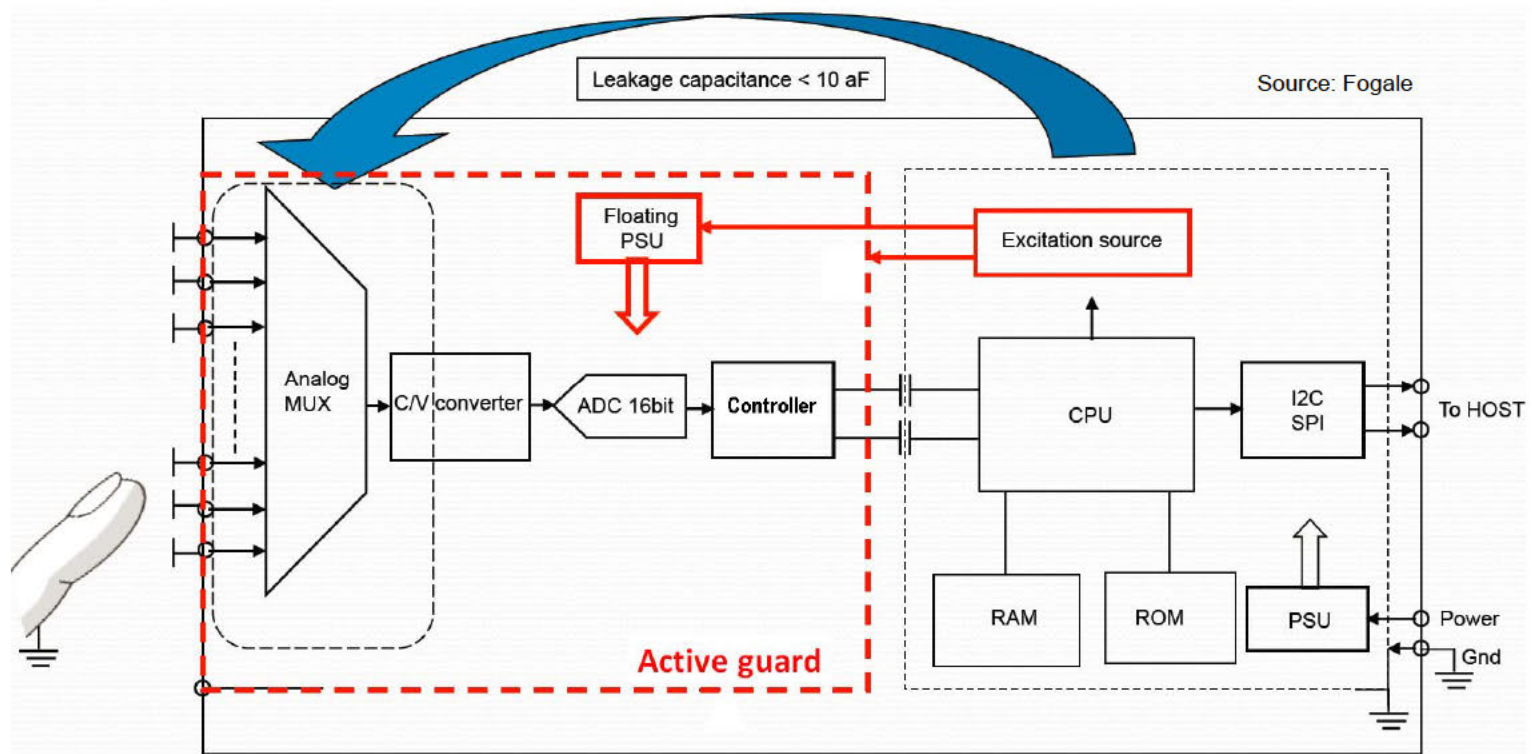 Leakage capacitance < 10 aF
Source: Fogale
Floating
PSU
Excitation source
Analog
MUX
C/V converter
ADC 16bit
Controller
CPU
I2C
SPI
To HOST
RAM
ROM
PSU
Power
Gnd
Active guard